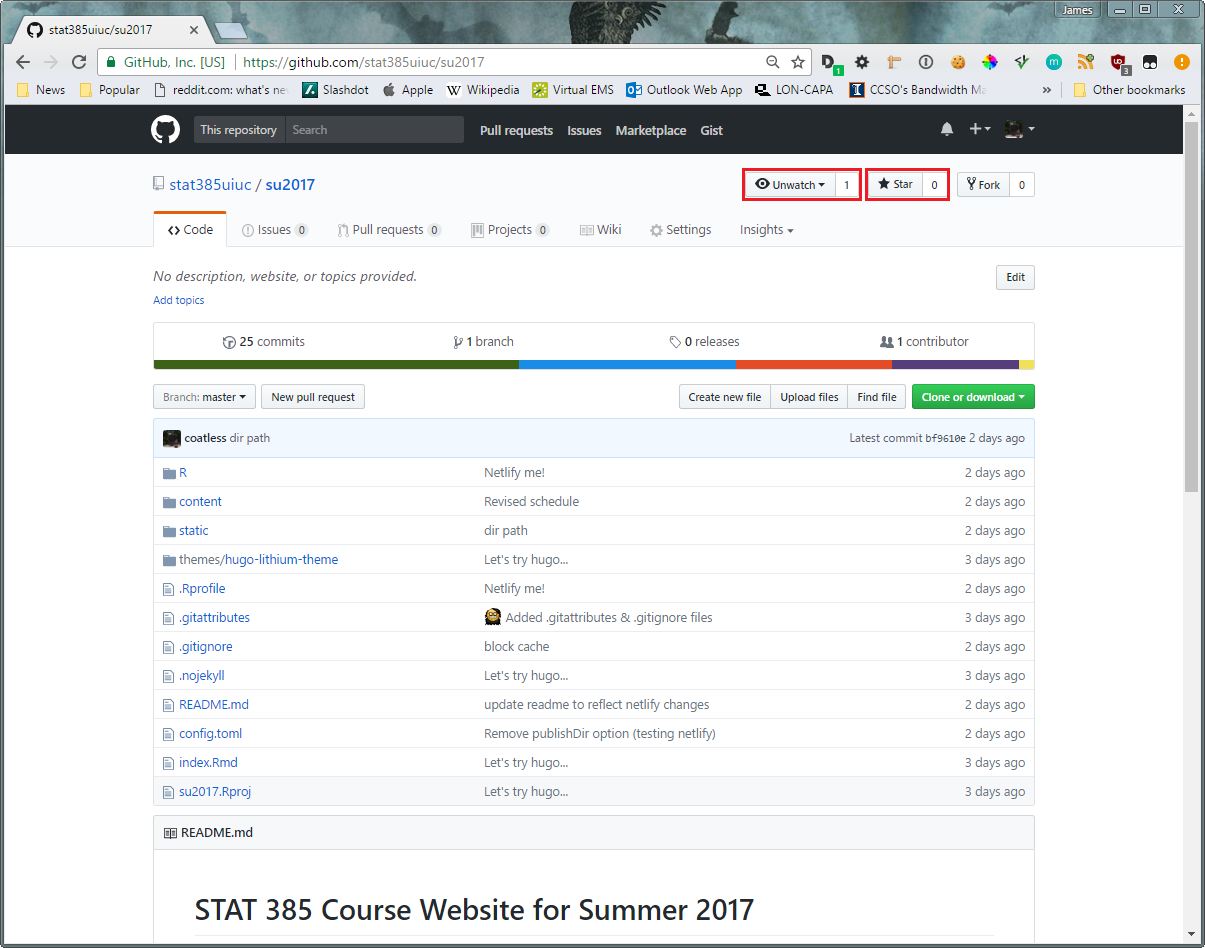 James
stat385uiuc/su2017
GitHub, Inc. [US] https://github.com/stat385uiuc/su2017
1 3
News Popular reddit.com: what's ne Slashdot Apple Wikipedia Virtual EMS Outlook Web App LON-CAPA CCSO's Bandwidth Ma » Other bookmarks
This repository Search Pull requests Issues Marketplace Gist
stat385uiuc / su2017 Unwatch 1 Star 0 Fork 0
Code Issues 0 Pull requests 0 Projects 0 Wiki Settings Insights
No description, website, or topics provided. Edit
Add topics
25 commits 1 branch 0 releases 1 contributor
Branch: master New pull request Create new file Upload files Find file Clone or download
coatless dir path Latest commit bf9610e 2 days ago
R Netlify me! 2 days ago
content Revised schedule 2 days ago
static dir path 2 days ago
themes/hugo-lithium-theme Let's try hugo... 3 days ago
.Rprofile Netlify me! 2 days ago
.gitattributes Added .gitattributes & .gitignore files 3 days ago
.gitignore block cache 2 days ago
.nojekyll Let's try hugo... 3 days ago
README.md update readme to reflect netlify changes 2 days ago
config.toml Remove publishDir option (testing netlify) 2 days ago
index.Rmd Let's try hugo... 3 days ago
su2017.Rproj Let's try hugo... 3 days ago
README.md
STAT 385 Course Website for Summer 2017